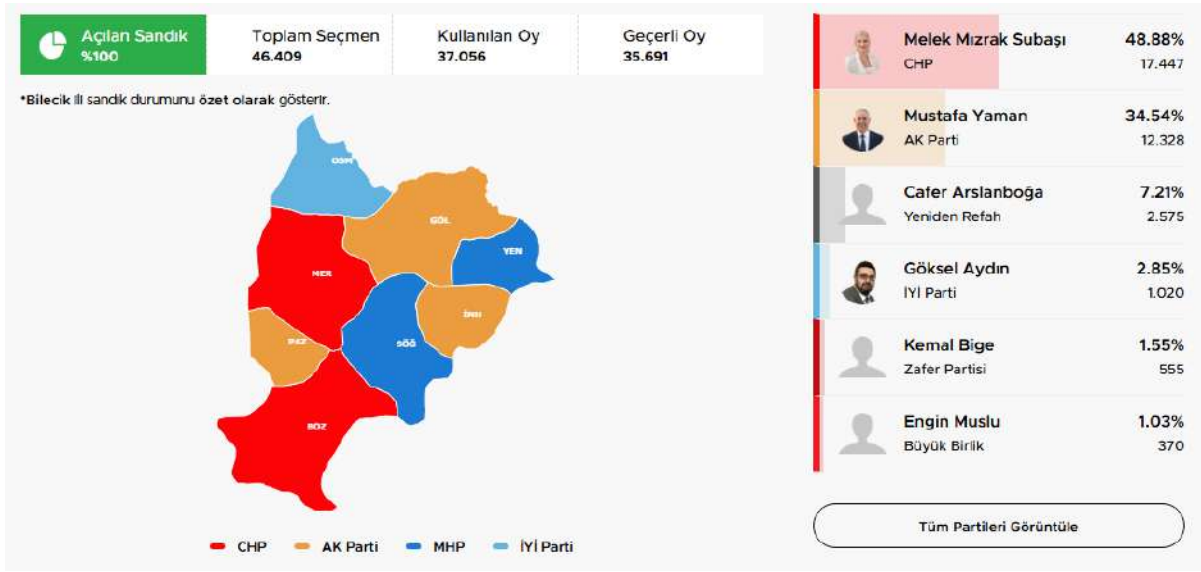 Açılan Sandık
%100
Toplam Seçmen
46.409
Kullanılan Oy
37.056
Geçerli Oy
35.691
*Bilecik ili sandık durumunu özet olarak gösterir.
OSM
GÖL
YEN
MER
İNH
PAZ
SÖĞ
BÖZ
CHP
AK Parti
MHP
İYİ Parti
Melek Mızrak Subaşı 48.88%
CHP 17.447
Mustafa Yaman 34.54%
AK Parti 12.328
Cafer Arslanboğa 7.21%
Yeniden Refah 2.575
Göksel Aydın 2.85%
İYİ Parti 1.020
Kemal Bige 1.55%
Zafer Partisi 555
Engin Muslu 1.03%
Büyük Birlik 370
Tüm Partileri Görüntüle